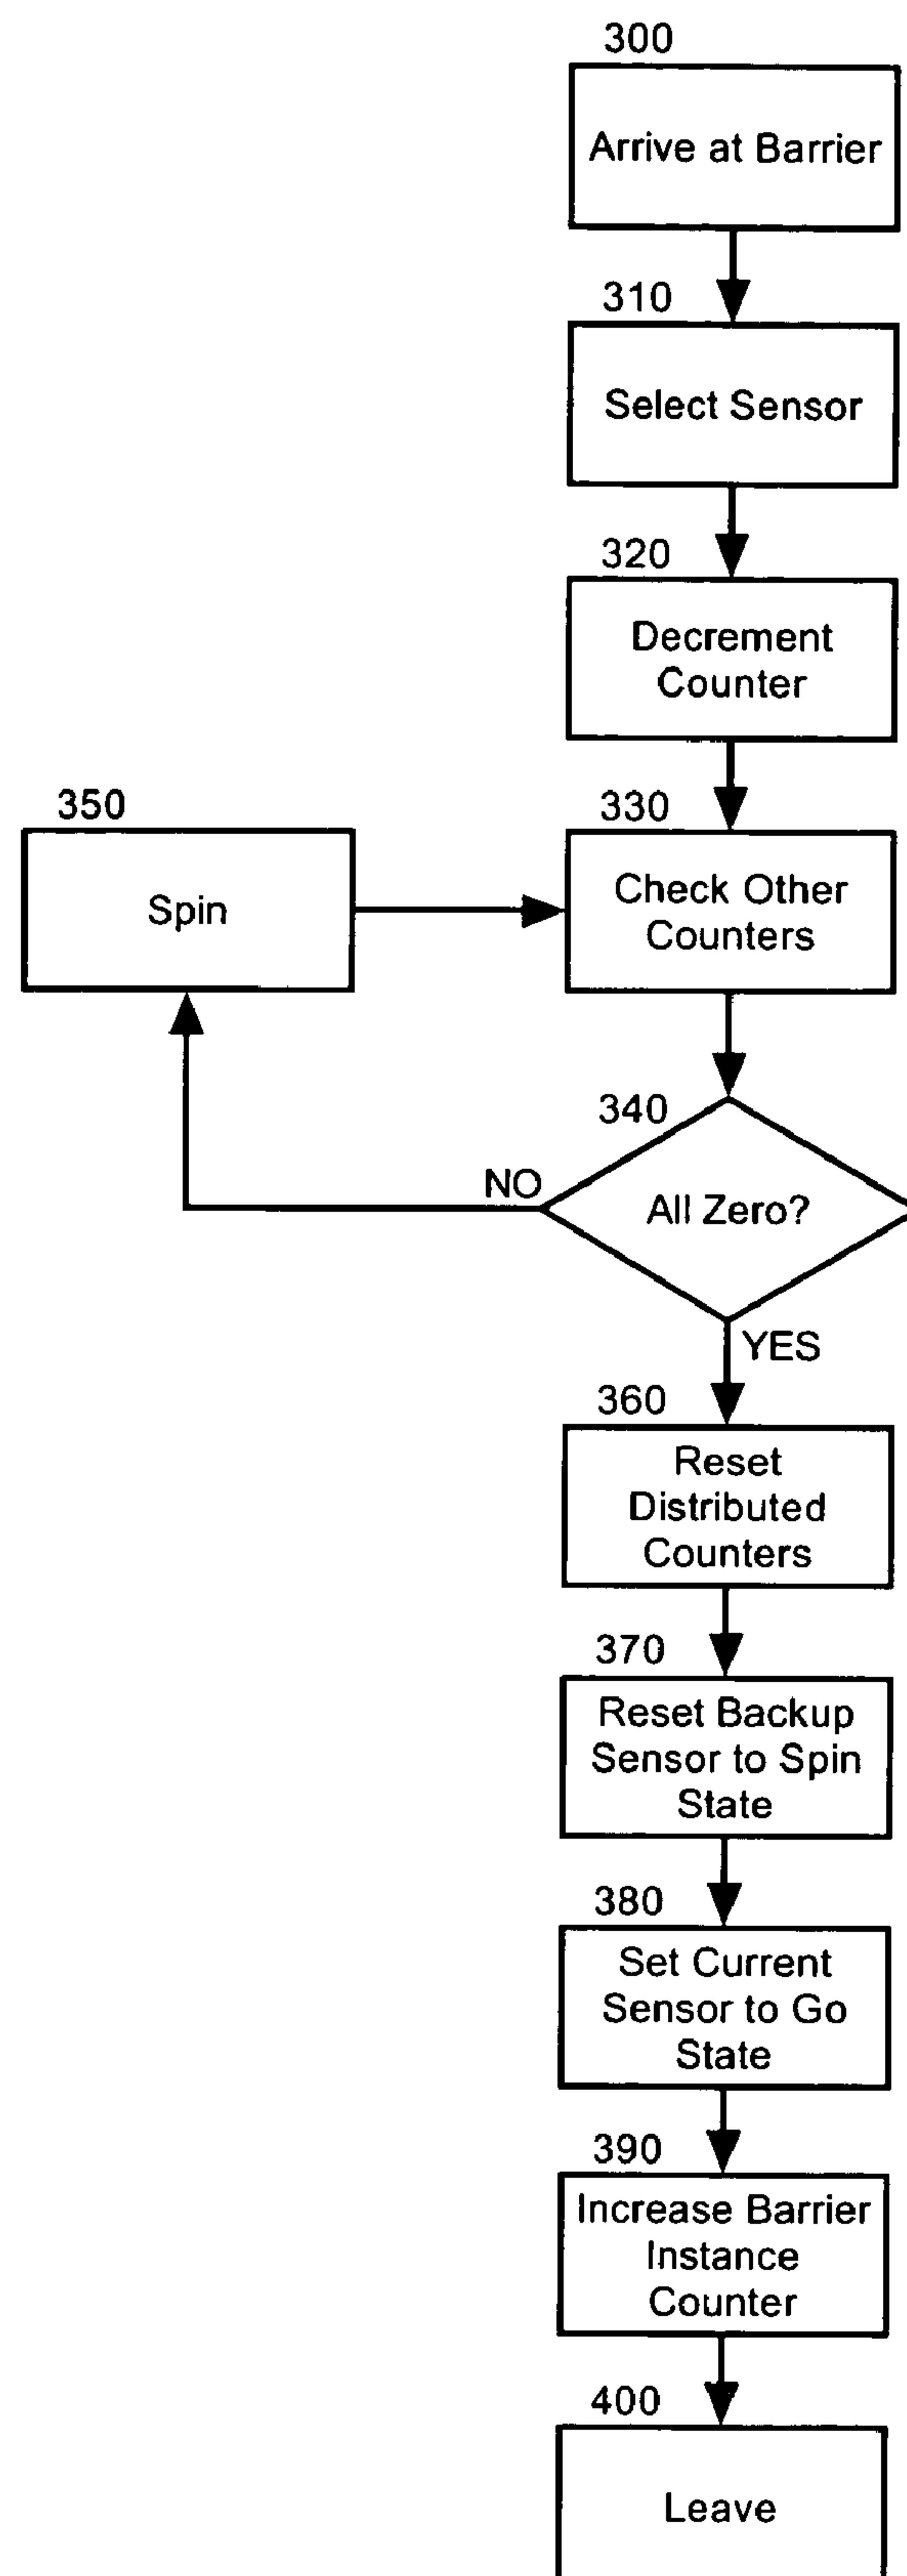 300
Arrive at Barrier
310
Select Sensor
320
Decrement
Counter
350
Spin
330
Check Other
Counters
340
NO
All Zero?
YES
360
Reset
Distributed
Counters
370
Reset Backup
Sensor to Spin
State
380
Set Current
Sensor to Go
State
390
Increase Barrier
Instance
Counter
400
Leave